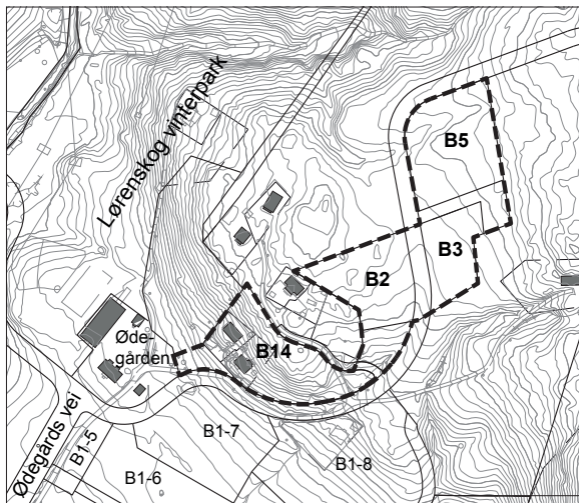 Lørenskog vinterpark
B5
B3
B2
Øde-
gården
B14
Ødegårds vei
B1-5
B1-7
B1-6
B1-8